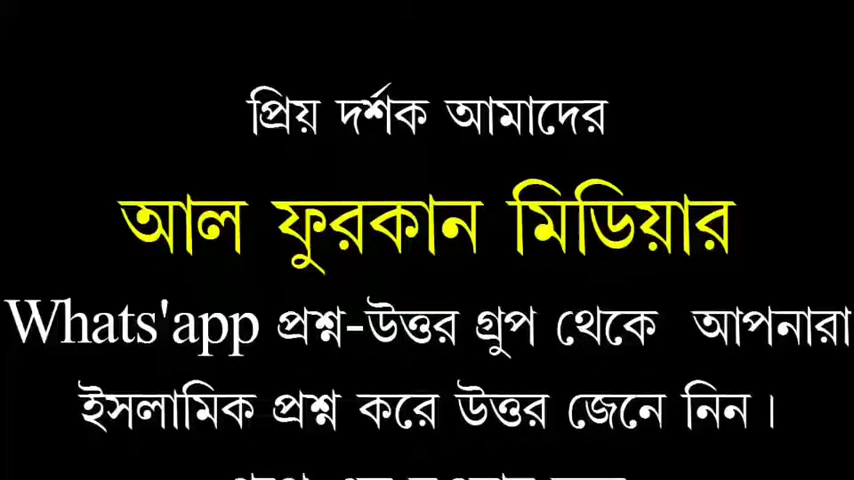 প্রিয় দর্শক আমাদের
আল ফুরকান মিডিয়ার
Whats'app প্রশ্ন-উত্তর গ্রুপ থেকে আপনারা
ইসলামিক প্রশ্ন করে উত্তর জেনে নিন।